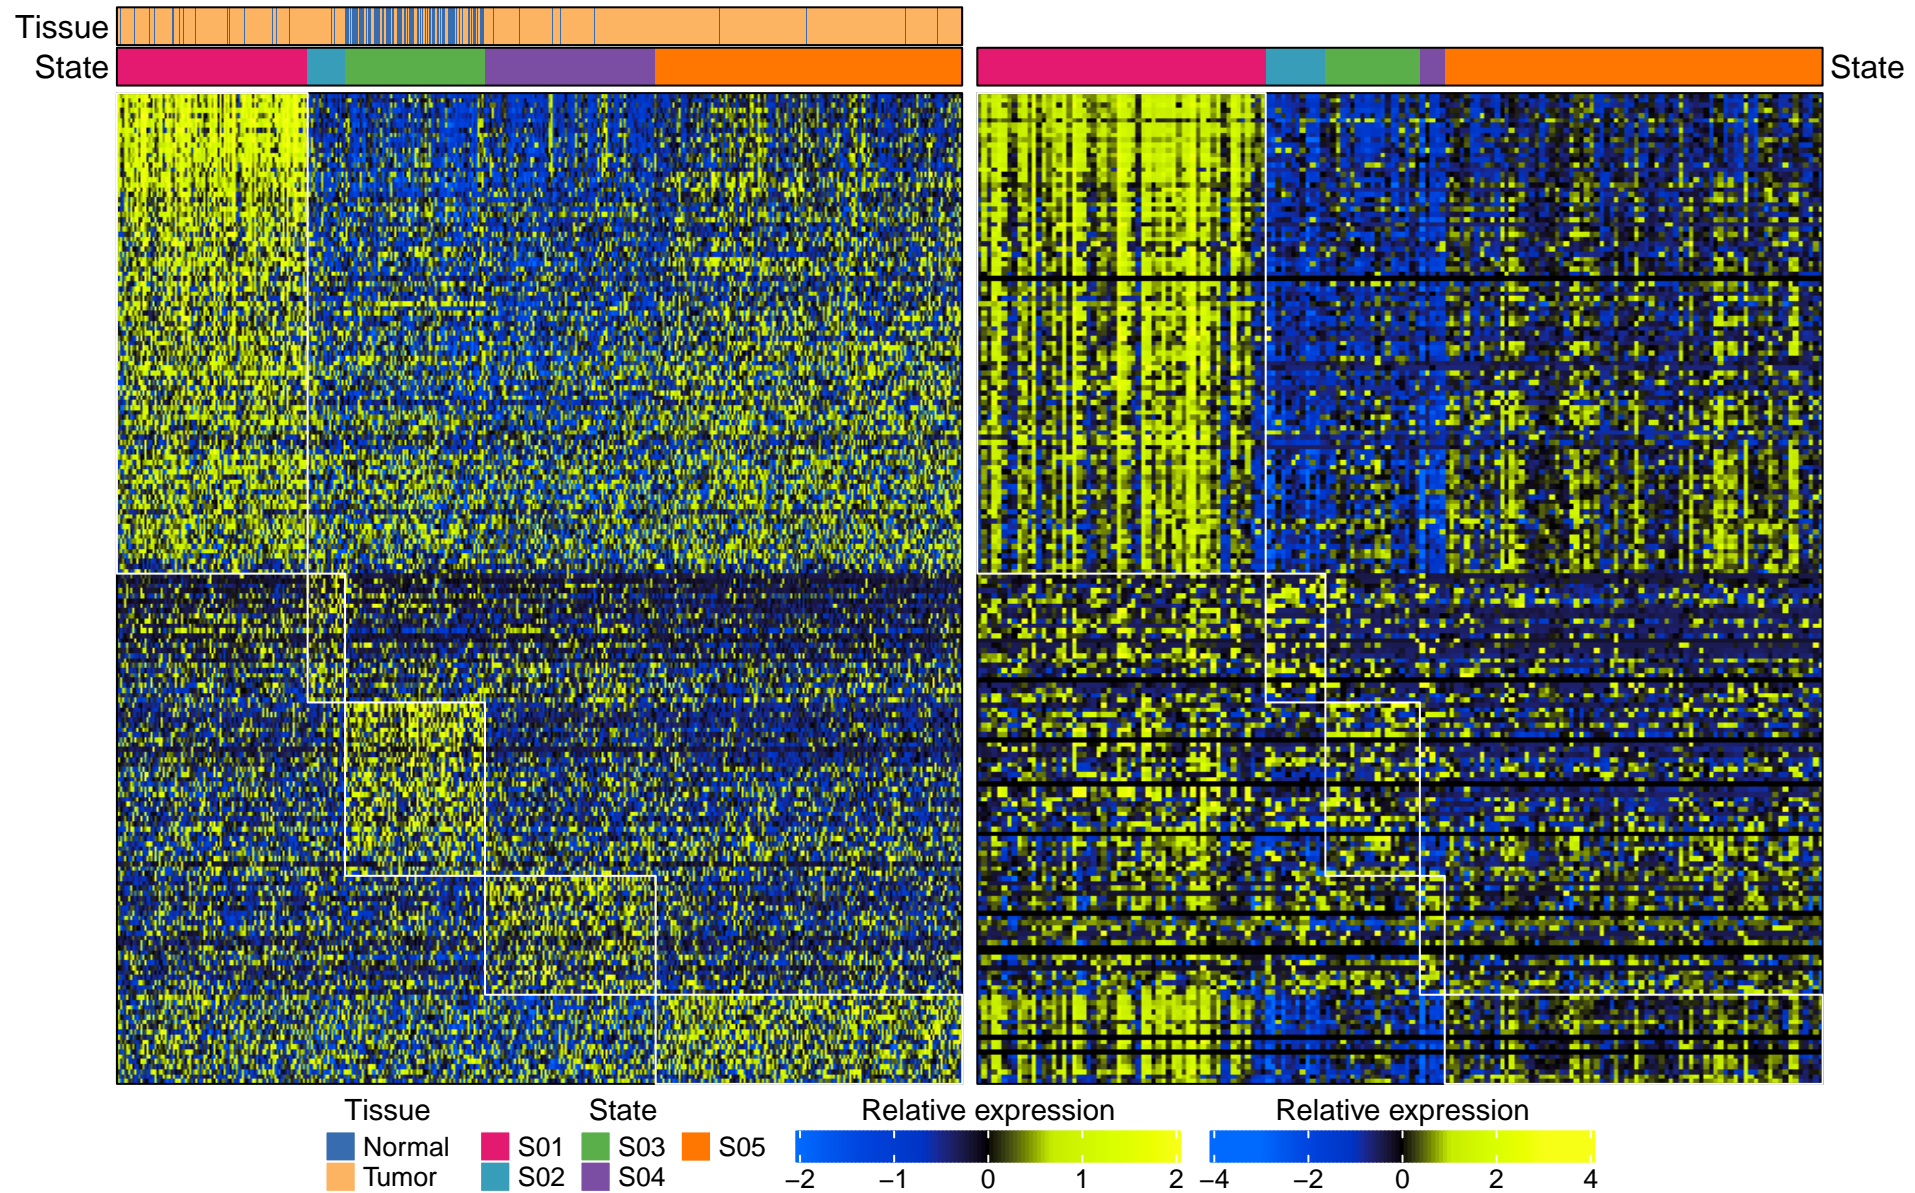 Tissue
State
State
Tissue
Normal
Tumor
State
S01
S03
S05
S02
S04
Relative expression
−2 −1 0 1 2
Relative expression
−4 −2 0 2 4